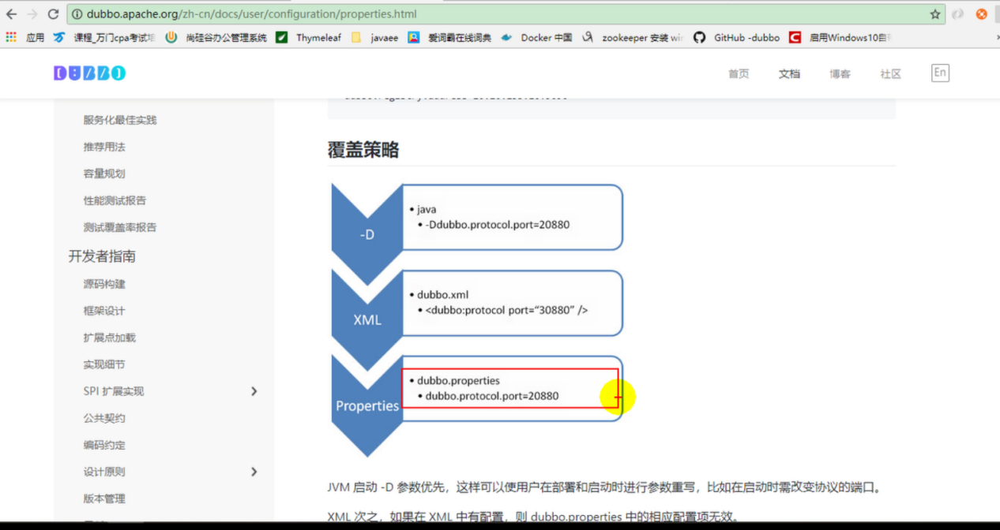 dubbo.apache.org/zh-cn/docs/user/configuration/properties.html
应用 课程_万门cpa考试 尚硅谷办公管理系统 Thymeleaf javaee 爱词霸在线词典 Docker 中国 zookeeper 安装 win GitHub -dubbo 启用Windows10自
DUBBO
首页 文档 博客 社区 En
服务化最佳实践
推荐用法
容量规划
性能测试报告
测试覆盖率报告
开发者指南
源码构建
框架设计
扩展点加载
实现细节
SPI 扩展实现
公共契约
编码约定
设计原则
版本管理
覆盖策略
-D
• java
• -Ddubbo.protocol.port=20880
XML
• dubbo.xml
• <dubbo:protocol port=“30880” />
Properties
• dubbo.properties
• dubbo.protocol.port=20880
JVM 启动 -D 参数优先，这样可以使用户在部署和启动时进行参数重写，比如在启动时需改变协议的端口。
XML 次之，如果在 XML 中有配置，则 dubbo.properties 中的相应配置项无效。